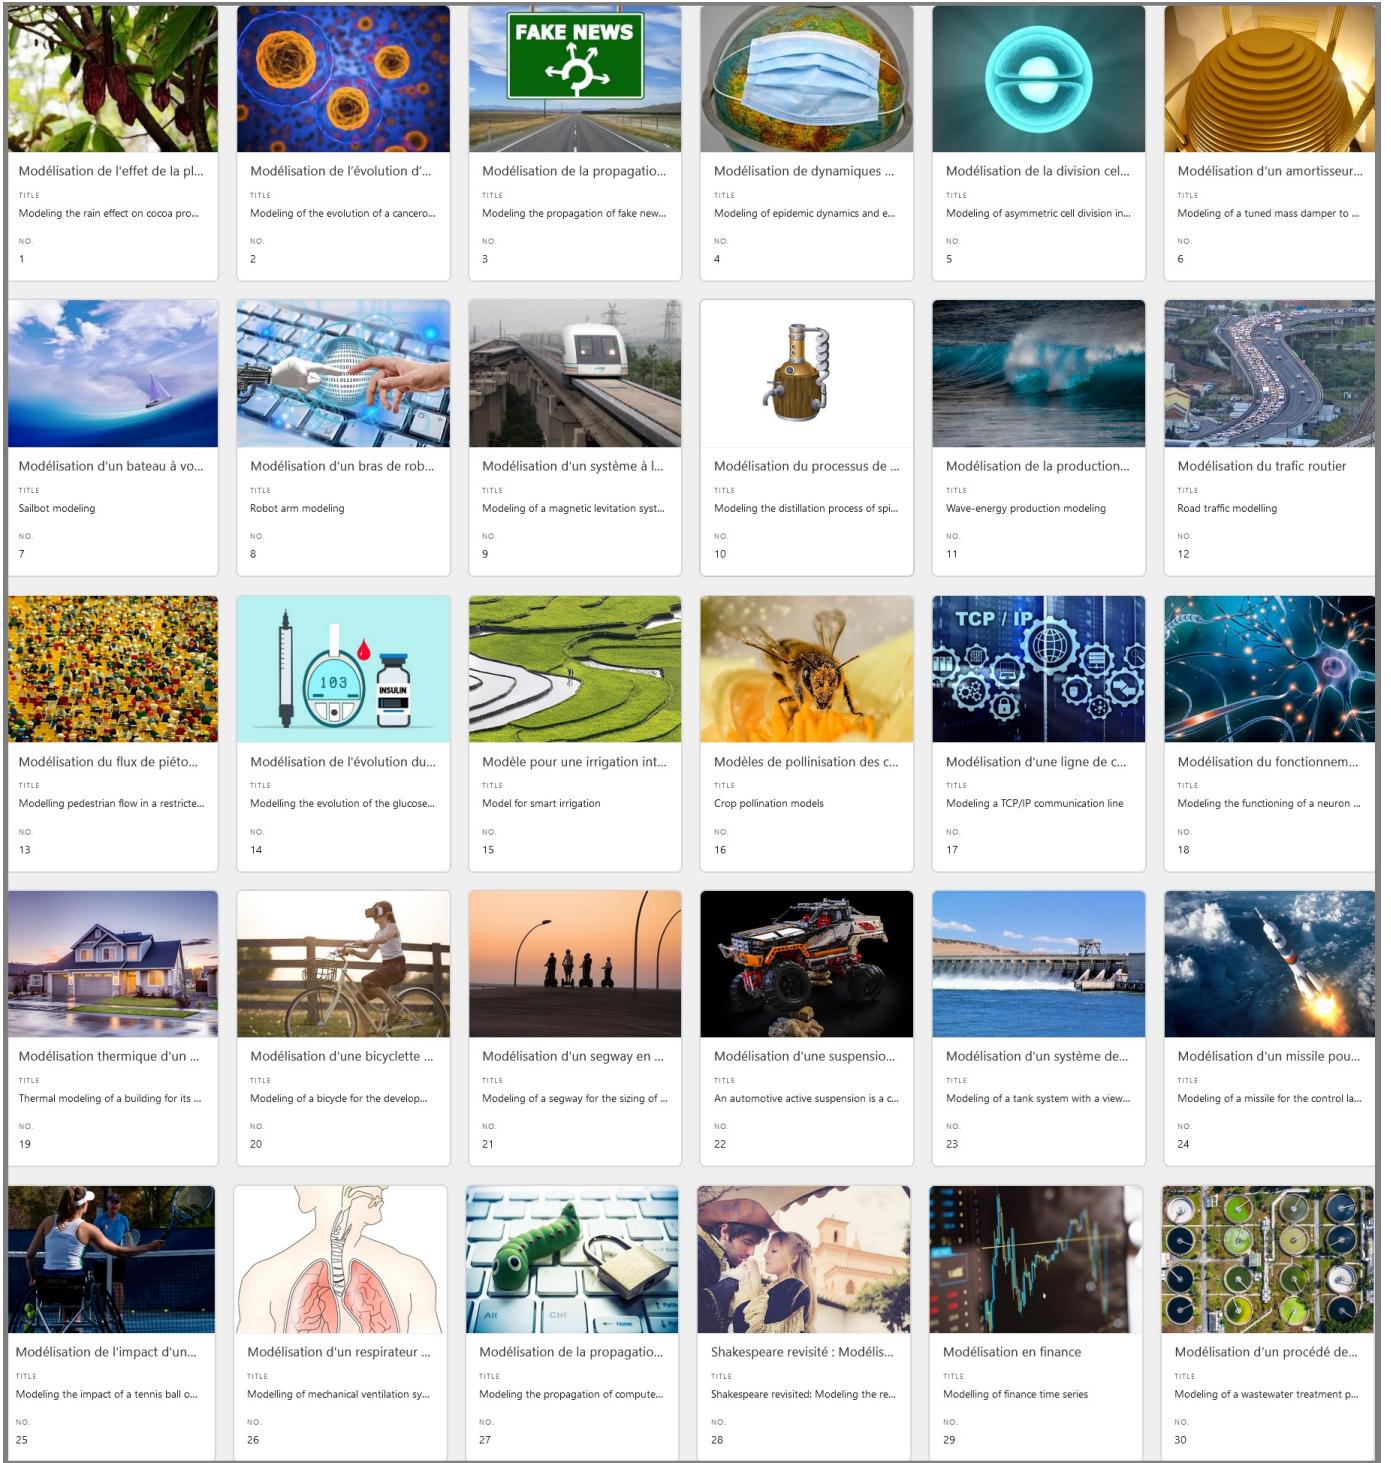 FAKE NEWS
Modélisation de l'effet de la pl...
TITLE
Modeling the rain effect on cocoa pro...
NO.
1
Modélisation de l'évolution d'...
TITLE
Modeling of the evolution of a cancero...
NO.
2
Modélisation de la propagatio...
TITLE
Modeling the propagation of fake new...
NO.
3
Modélisation de dynamiques ...
TITLE
Modeling of epidemic dynamics and e...
NO.
4
Modélisation de la division cel...
TITLE
Modeling of asymmetric cell division in...
NO.
5
Modélisation d'un amortisseur...
TITLE
Modeling of a tuned mass damper to ...
NO.
6
Modélisation d'un bateau à vo...
TITLE
Sailbot modeling
NO.
7
Modélisation d'un bras de rob...
TITLE
Robot arm modeling
NO.
8
Modélisation d'un système à l...
TITLE
Modeling of a magnetic levitation syst...
NO.
9
Modélisation du processus de ...
TITLE
Modeling the distillation process of spi...
NO.
10
Modélisation de la production...
TITLE
Wave-energy production modeling
NO.
11
Modélisation du trafic routier
TITLE
Road traffic modelling
NO.
12
Modélisation du flux de piéto...
TITLE
Modelling pedestrian flow in a restricte...
NO.
13
103
INSULIN
Modélisation de l'évolution du...
TITLE
Modelling the evolution of the glucose...
NO.
14
Modèle pour une irrigation int...
TITLE
Model for smart irrigation
NO.
15
Modèles de pollinisation des c...
TITLE
Crop pollination models
NO.
16
TCP / IP
Modélisation d'une ligne de c...
TITLE
Modeling a TCP/IP communication line
NO.
17
Modélisation du fonctionnem...
TITLE
Modeling the functioning of a neuron ...
NO.
18
Modélisation thermique d'un ...
TITLE
Thermal modeling of a building for its ...
NO.
19
Modélisation d'une bicyclette ...
TITLE
Modeling of a bicycle for the develop...
NO.
20
Modélisation d'un segway en ...
TITLE
Modeling of a segway for the sizing of ...
NO.
21
Modélisation d'une suspensio...
TITLE
An automotive active suspension is a c...
NO.
22
Modélisation d'un système de...
TITLE
Modeling of a tank system with a view...
NO.
23
Modélisation d'un missile pou...
TITLE
Modeling of a missile for the control la...
NO.
24
Modélisation de l'impact d'un...
TITLE
Modeling the impact of a tennis ball o...
NO.
25
Modélisation d'un respirateur ...
TITLE
Modelling of mechanical ventilation sy...
NO.
26
Alt
Ctrl
Home
Modélisation de la propagatio...
TITLE
Modeling the propagation of compute...
NO.
27
Shakespeare revisité : Modélis...
TITLE
Shakespeare revisited: Modeling the re...
NO.
28
Modélisation en finance
TITLE
Modelling of finance time series
NO.
29
Modélisation d'un procédé de...
TITLE
Modeling of a wastewater treatment p...
NO.
30